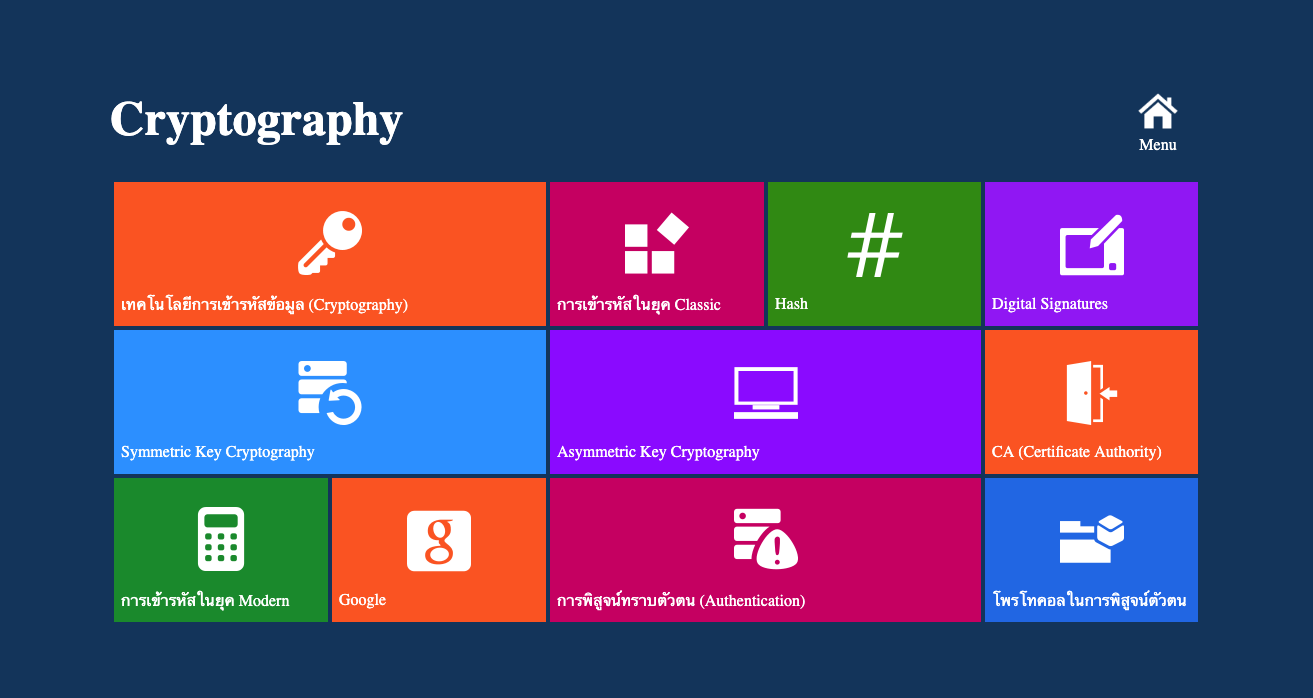 Cryptography
Menu
เทคโนโลยีการเข้ารหัสข้อมูล (Cryptography)
การเข้ารหัสในยุค Classic
#
Hash
Digital Signatures
Symmetric Key Cryptography
Asymmetric Key Cryptography
CA (Certificate Authority)
การเข้ารหัสในยุค Modern
g
Google
การพิสูจน์ทราบตัวตน (Authentication)
โพรโทคอลในการพิสูจน์ตัวตน